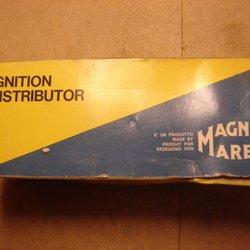 GNITION
ISTRIBUTOR
E' UN PRODOTTO
MADE BY
PRODUIT PAR
ERZEUGNIS VON
MAGN
MARE